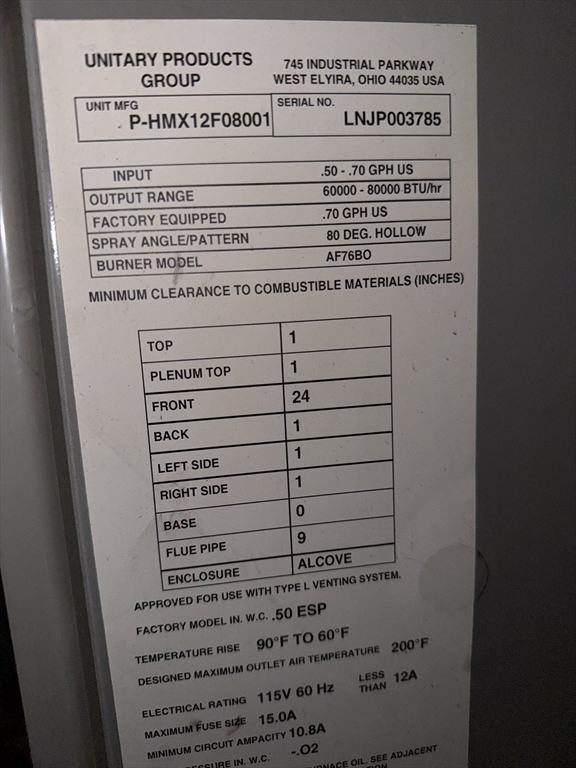 UNITARY PRODUCTS GROUP
745 INDUSTRIAL PARKWAY
WEST ELYIRA, OHIO 44035 USA
UNIT MFG
P-HMX12F08001
SERIAL NO.
LNJP003785
INPUT .50 - .70 GPH US
OUTPUT RANGE 60000 - 80000 BTU/hr
FACTORY EQUIPPED .70 GPH US
SPRAY ANGLE/PATTERN 80 DEG. HOLLOW
BURNER MODEL AF76BO
MINIMUM CLEARANCE TO COMBUSTIBLE MATERIALS (INCHES)
TOP 1
PLENUM TOP 1
FRONT 24
BACK 1
LEFT SIDE 1
RIGHT SIDE 1
BASE 0
FLUE PIPE 9
ENCLOSURE ALCOVE
APPROVED FOR USE WITH TYPE L VENTING SYSTEM.
FACTORY MODEL IN. W.C. .50 ESP
TEMPERATURE RISE 90°F TO 60°F
DESIGNED MAXIMUM OUTLET AIR TEMPERATURE 200°F
ELECTRICAL RATING 115V 60 Hz LESS THAN 12A
MAXIMUM FUSE SIZE 15.0A
MINIMUM CIRCUIT AMPACITY 10.8A
IN. W.C. -.O2
OIL. SEE ADJACENT